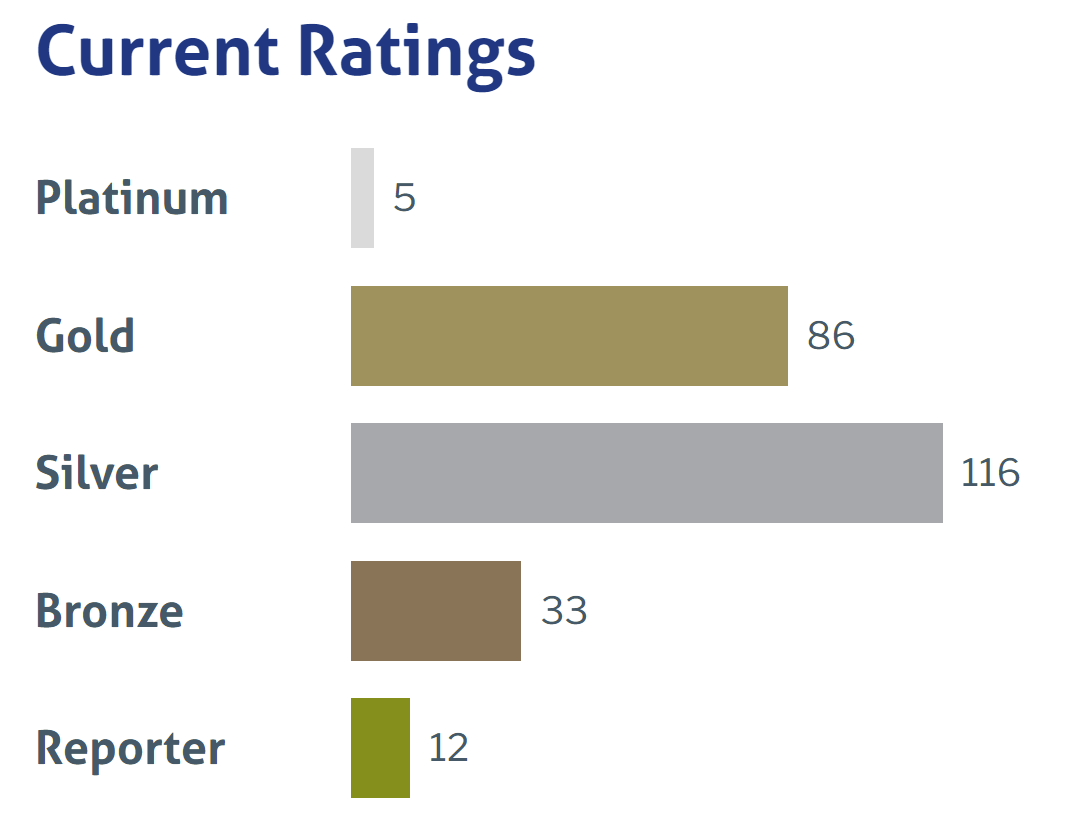 Current Ratings
Platinum 5
Gold 86
Silver 116
Bronze 33
Reporter 12